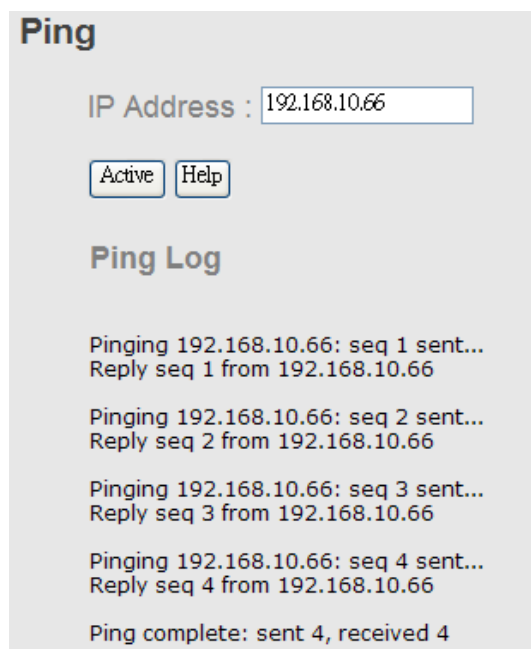 Ping
IP Address : 192.168.10.66
Active Help
Ping Log
Pinging 192.168.10.66: seq 1 sent...
Reply seq 1 from 192.168.10.66
Pinging 192.168.10.66: seq 2 sent...
Reply seq 2 from 192.168.10.66
Pinging 192.168.10.66: seq 3 sent...
Reply seq 3 from 192.168.10.66
Pinging 192.168.10.66: seq 4 sent...
Reply seq 4 from 192.168.10.66
Ping complete: sent 4, received 4